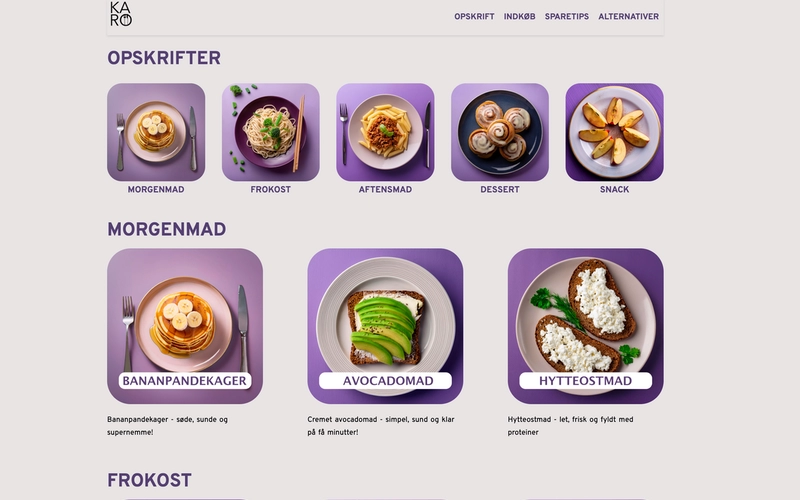 KA
RO
OPSKRIFT INDKØB SPARETIPS ALTERNATIVER
OPSKRIFTER
MORGENMAD FROKOST AFTENSMAD DESSERT SNACK
MORGENMAD
BANANPANDEKAGER AVOCADOMAD HYTTEOSTMAD
Bananpandekager - søde, sunde og supernemme!
Cremet avocadomad - simpel, sund og klar på få minutter!
Hytteostmad - let, frisk og fyldt med proteiner
FROKOST